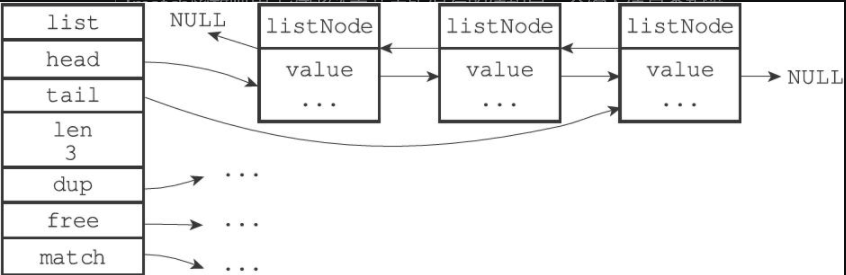 list
head
tail
len
3
dup
free
match
NULL
listNode
value
...
listNode
value
...
listNode
value
...
NULL
...
...
...